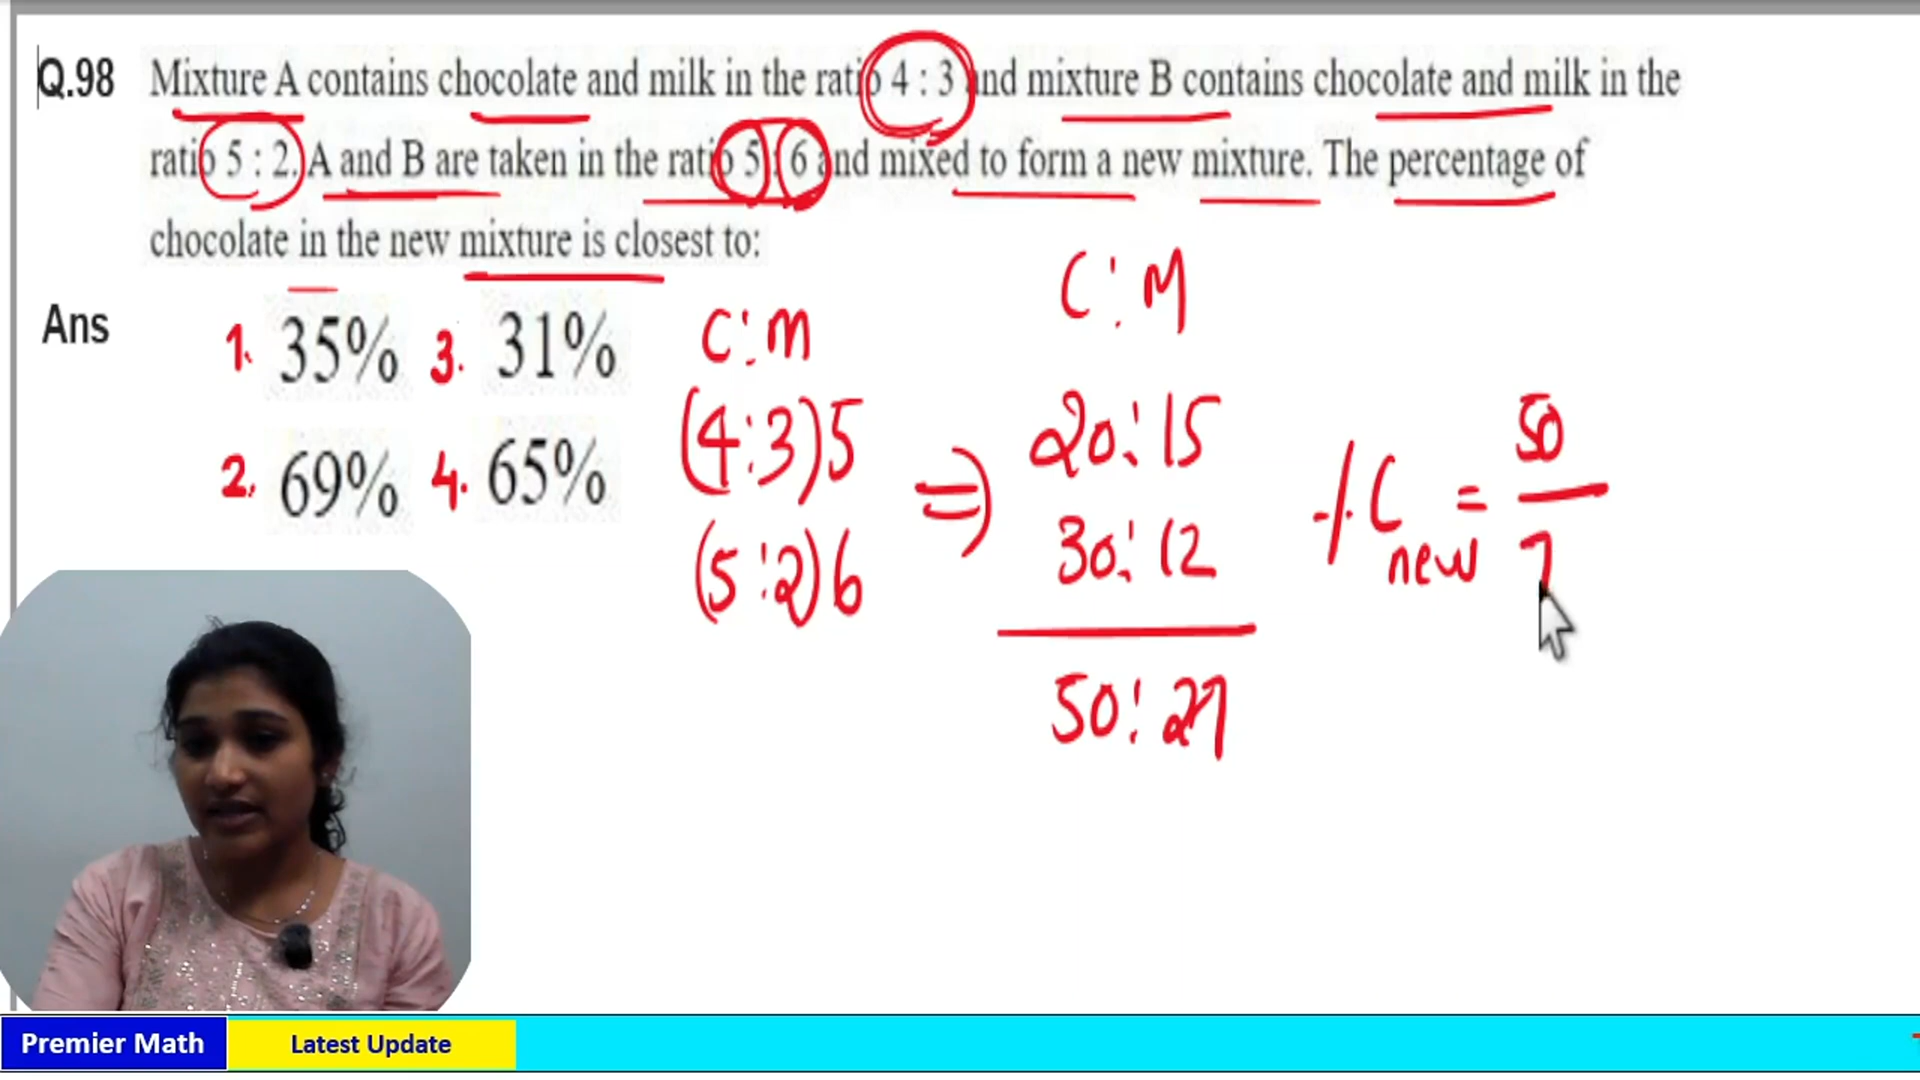 Q.98 Mixture A contains chocolate and milk in the ratio 4 : 3 and mixture B contains chocolate and milk in the
ratio 5 : 2. A and B are taken in the ratio 5 : 6 and mixed to form a new mixture. The percentage of
chocolate in the new mixture is closest to:
Ans
1. 35% 3. 31%
2. 69% 4. 65%
C:m
(4:3)5
(5:2)6
⇒
C:M
20:15
30:12
50:27
% C new = 50/7
Premier Math
Latest Update